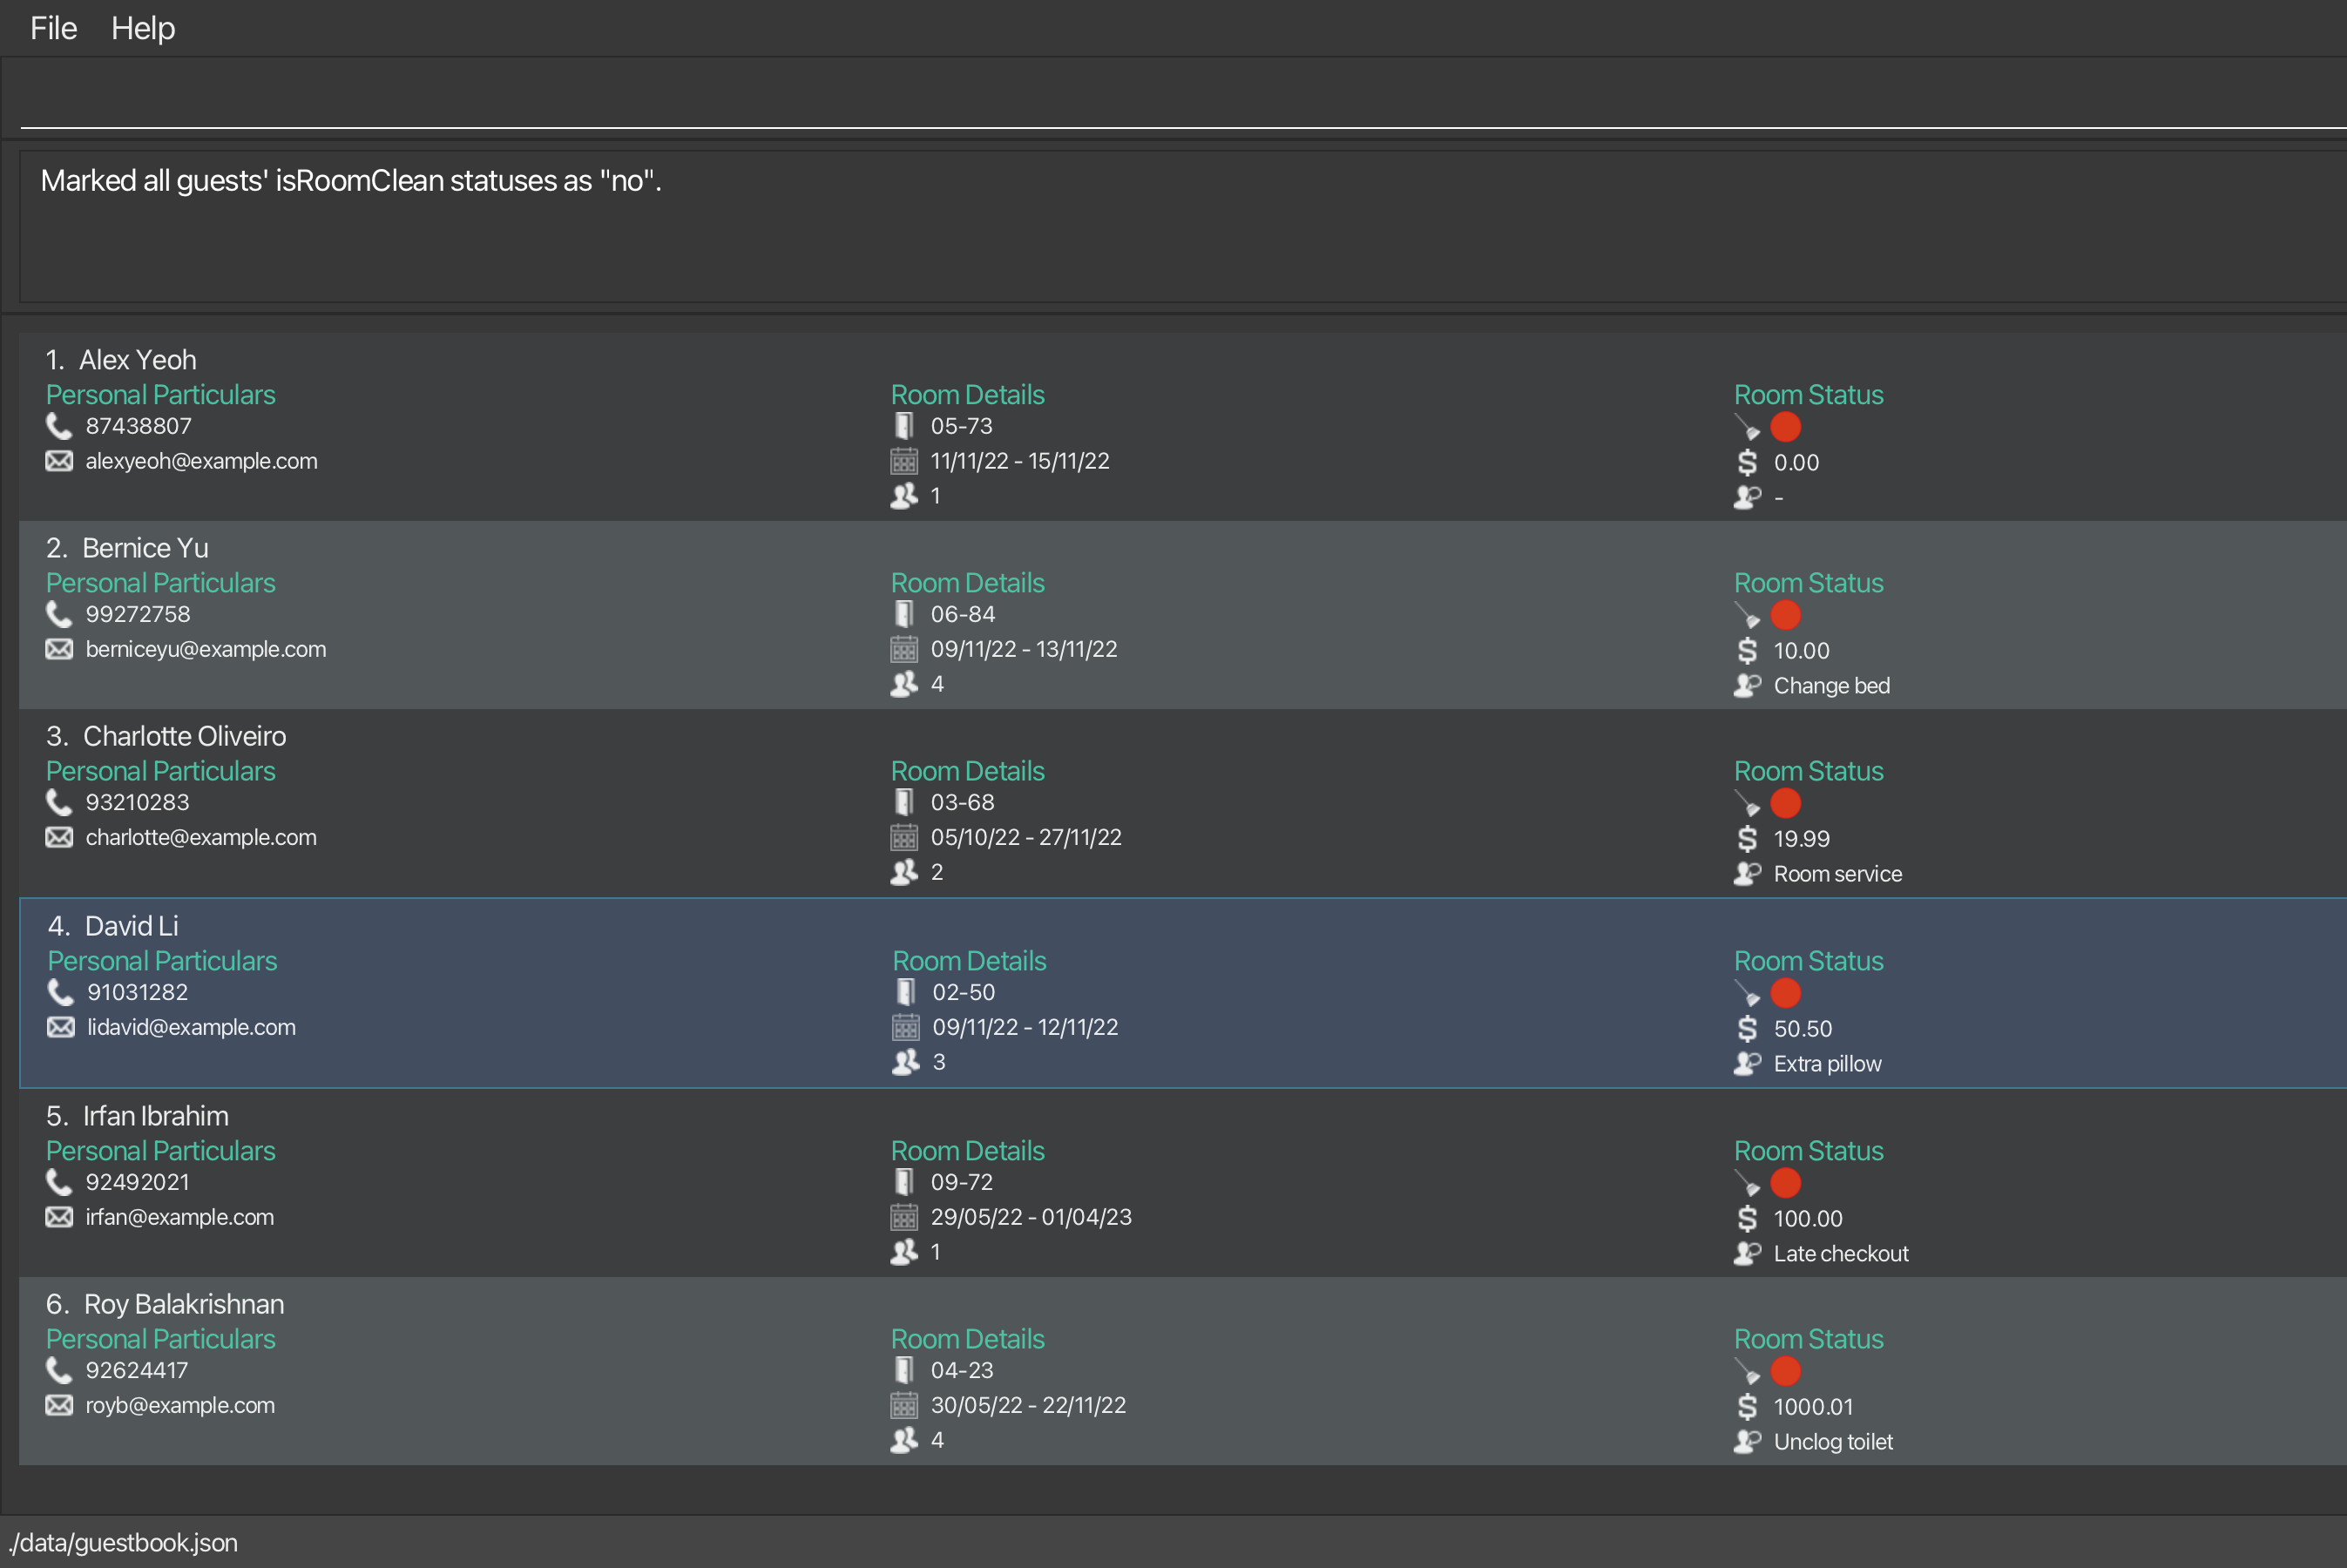 File Help
Marked all guests' isRoomClean statuses as "no".
1. Alex Yeoh
Personal Particulars Room Details Room Status
87438807 05-73
alexyeoh@example.com 11/11/22 - 15/11/22 0.00
1 -
2. Bernice Yu
Personal Particulars Room Details Room Status
99272758 06-84
berniceyu@example.com 09/11/22 - 13/11/22 10.00
4 Change bed
3. Charlotte Oliveiro
Personal Particulars Room Details Room Status
93210283 03-68
charlotte@example.com 05/10/22 - 27/11/22 19.99
2 Room service
4. David Li
Personal Particulars Room Details Room Status
91031282 02-50
lidavid@example.com 09/11/22 - 12/11/22 50.50
3 Extra pillow
5. Irfan Ibrahim
Personal Particulars Room Details Room Status
92492021 09-72
irfan@example.com 29/05/22 - 01/04/23 100.00
1 Late checkout
6. Roy Balakrishnan
Personal Particulars Room Details Room Status
92624417 04-23
royb@example.com 30/05/22 - 22/11/22 1000.01
4 Unclog toilet
./data/guestbook.json